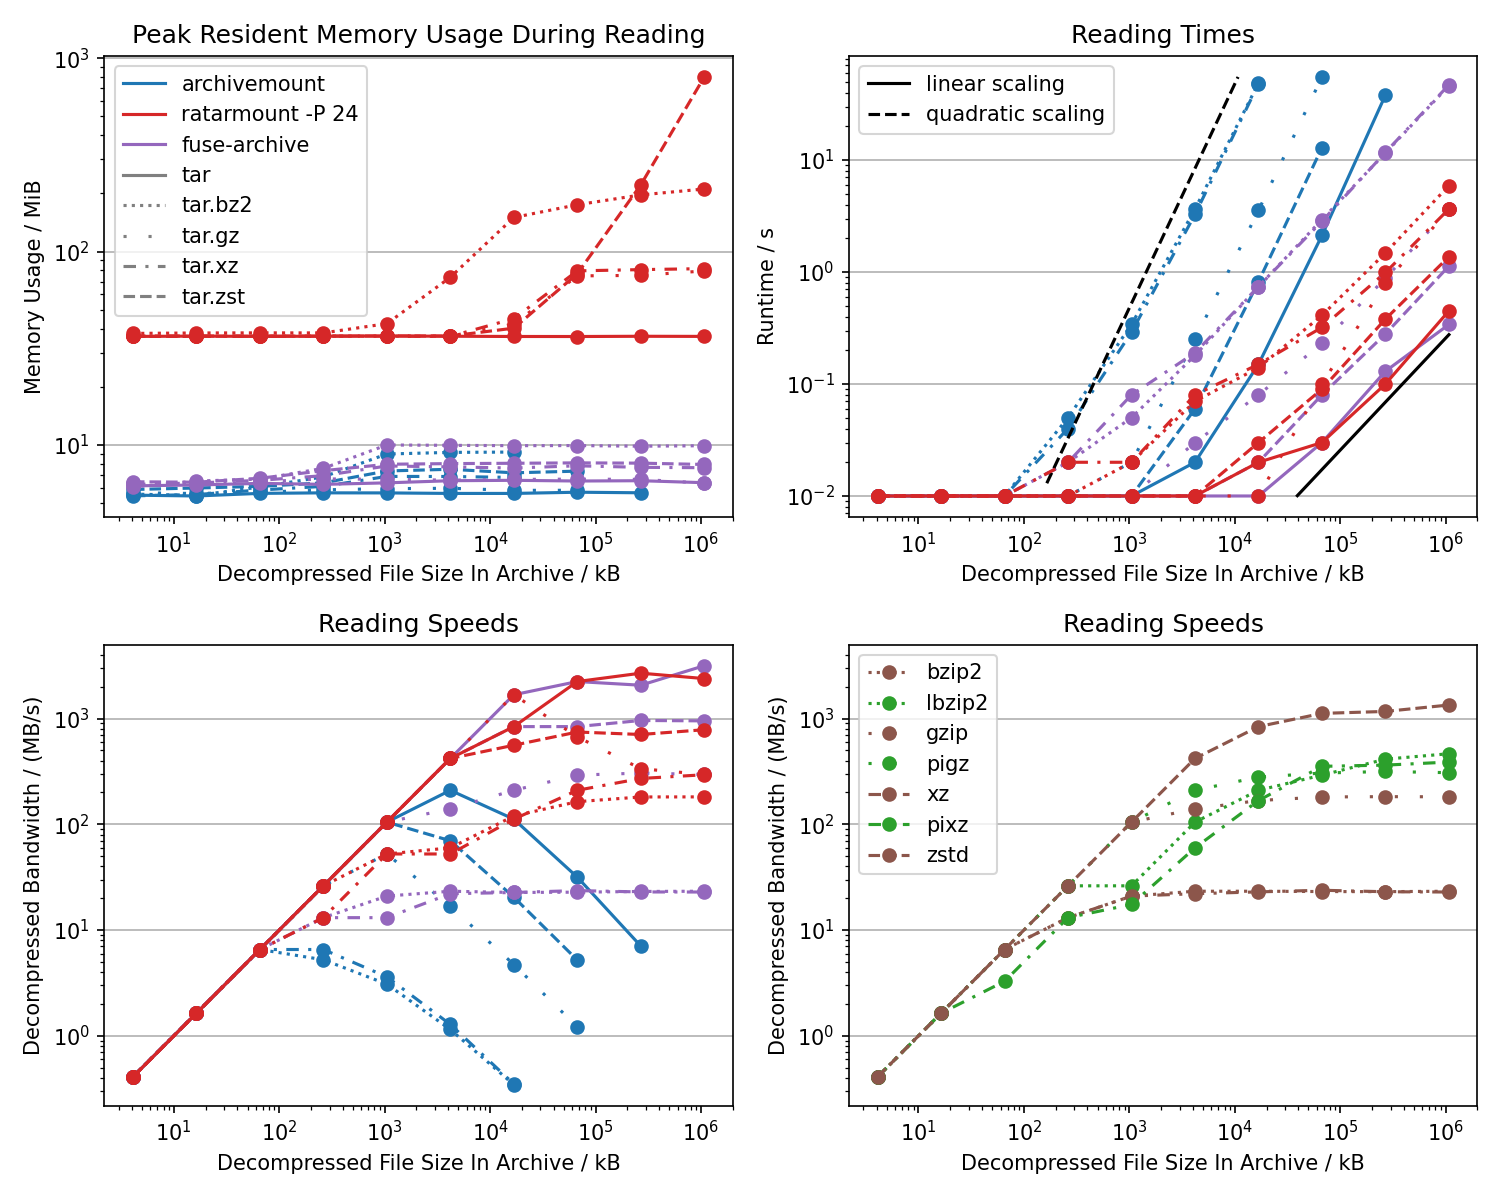 Peak Resident Memory Usage During Reading
10³
10²
10¹
Memory Usage / MiB
archivemount
ratarmount -P 24
fuse-archive
tar
tar.bz2
tar.gz
tar.xz
tar.zst
10¹ 10² 10³ 10⁴ 10⁵ 10⁶
Decompressed File Size In Archive / kB
Reading Times
10¹
10⁰
10⁻¹
10⁻²
Runtime / s
linear scaling
quadratic scaling
10¹ 10² 10³ 10⁴ 10⁵ 10⁶
Decompressed File Size In Archive / kB
Reading Speeds
10³
10²
10¹
10⁰
Decompressed Bandwidth / (MB/s)
10¹ 10² 10³ 10⁴ 10⁵ 10⁶
Decompressed File Size In Archive / kB
Reading Speeds
10³
10²
10¹
10⁰
Decompressed Bandwidth / (MB/s)
bzip2
lbzip2
gzip
pigz
xz
pixz
zstd
10¹ 10² 10³ 10⁴ 10⁵ 10⁶
Decompressed File Size In Archive / kB